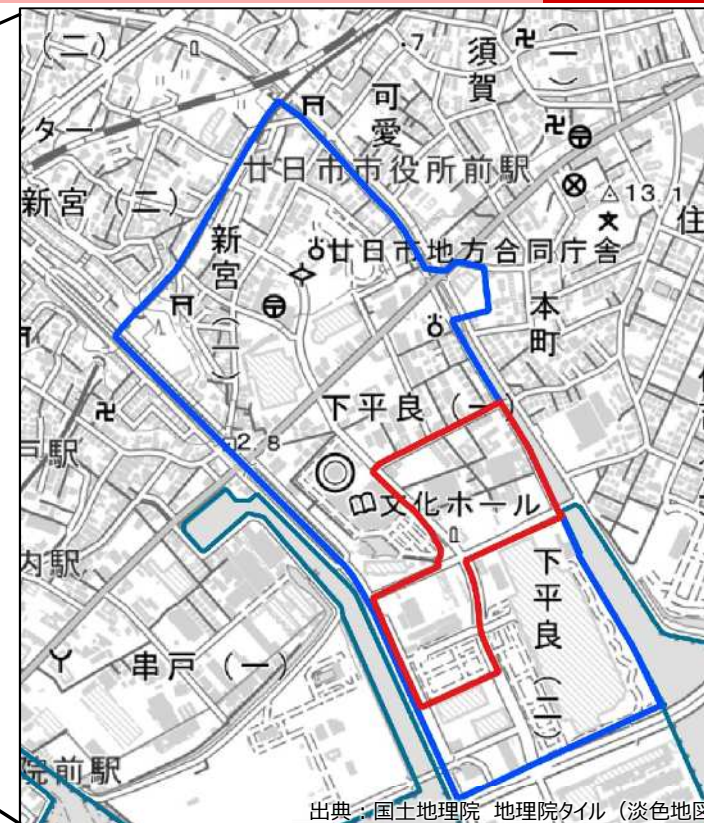 (二)
・7
須賀
(一)
可愛
ター
廿日市市役所前駅
13.1
新宮(二)
住
新宮(一)
廿日市地方合同庁舎
本町
下平良(一)
2.8
戸駅
文化ホール
下平良(二)
内駅
串戸(一)
院前駅
出典:国土地理院 地理院タイル(淡色地図